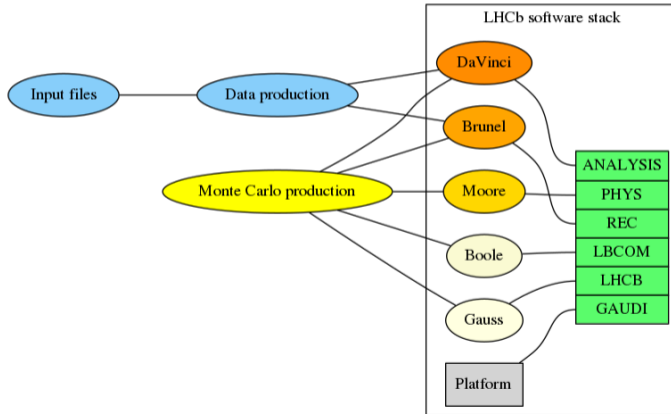 LHCb software stack
DaVinci
Input files
Data production
Brunel
ANALYSIS
Monte Carlo production
Moore
PHYS
REC
Boole
LBCOM
LHCB
Gauss
GAUDI
Platform